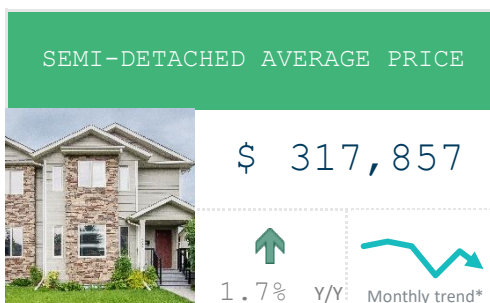 SEMI-DETACHED AVERAGE PRICE
$ 317,857
1.7% Y/Y
Monthly trend*